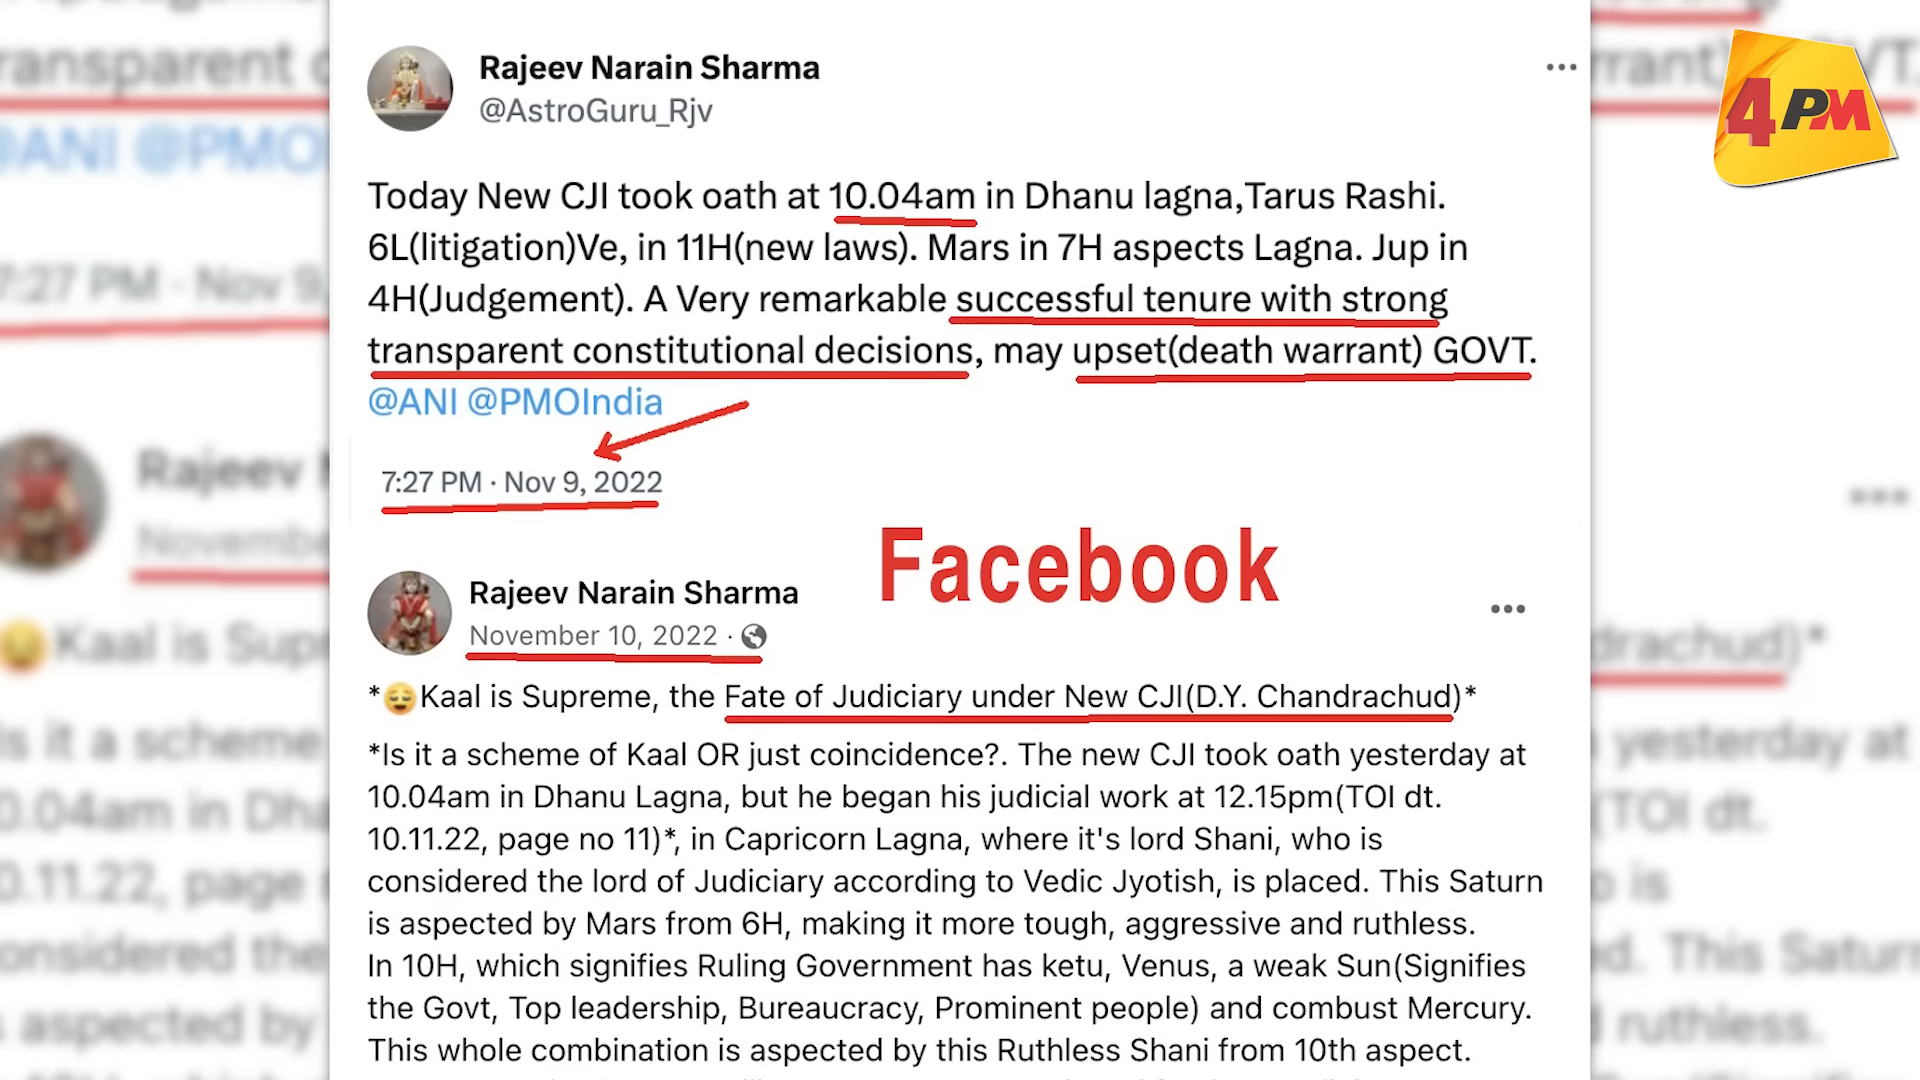 Rajeev Narain Sharma
@AstroGuru_Rjv
Today New CJI took oath at 10.04am in Dhanu lagna,Tarus Rashi.
6L(litigation)Ve, in 11H(new laws). Mars in 7H aspects Lagna. Jup in
4H(Judgement). A Very remarkable successful tenure with strong
transparent constitutional decisions, may upset(death warrant) GOVT.
@ANI @PMOIndia
7:27 PM · Nov 9, 2022
4PM
Facebook
Rajeev Narain Sharma
November 10, 2022 ·
*😌Kaal is Supreme, the Fate of Judiciary under New CJI(D.Y. Chandrachud)*
*Is it a scheme of Kaal OR just coincidence?. The new CJI took oath yesterday at
10.04am in Dhanu Lagna, but he began his judicial work at 12.15pm(TOI dt.
10.11.22, page no 11)*, in Capricorn Lagna, where it's lord Shani, who is
considered the lord of Judiciary according to Vedic Jyotish, is placed. This Saturn
is aspected by Mars from 6H, making it more tough, aggressive and ruthless.
In 10H, which signifies Ruling Government has ketu, Venus, a weak Sun(Signifies
the Govt, Top leadership, Bureaucracy, Prominent people) and combust Mercury.
This whole combination is aspected by this Ruthless Shani from 10th aspect.